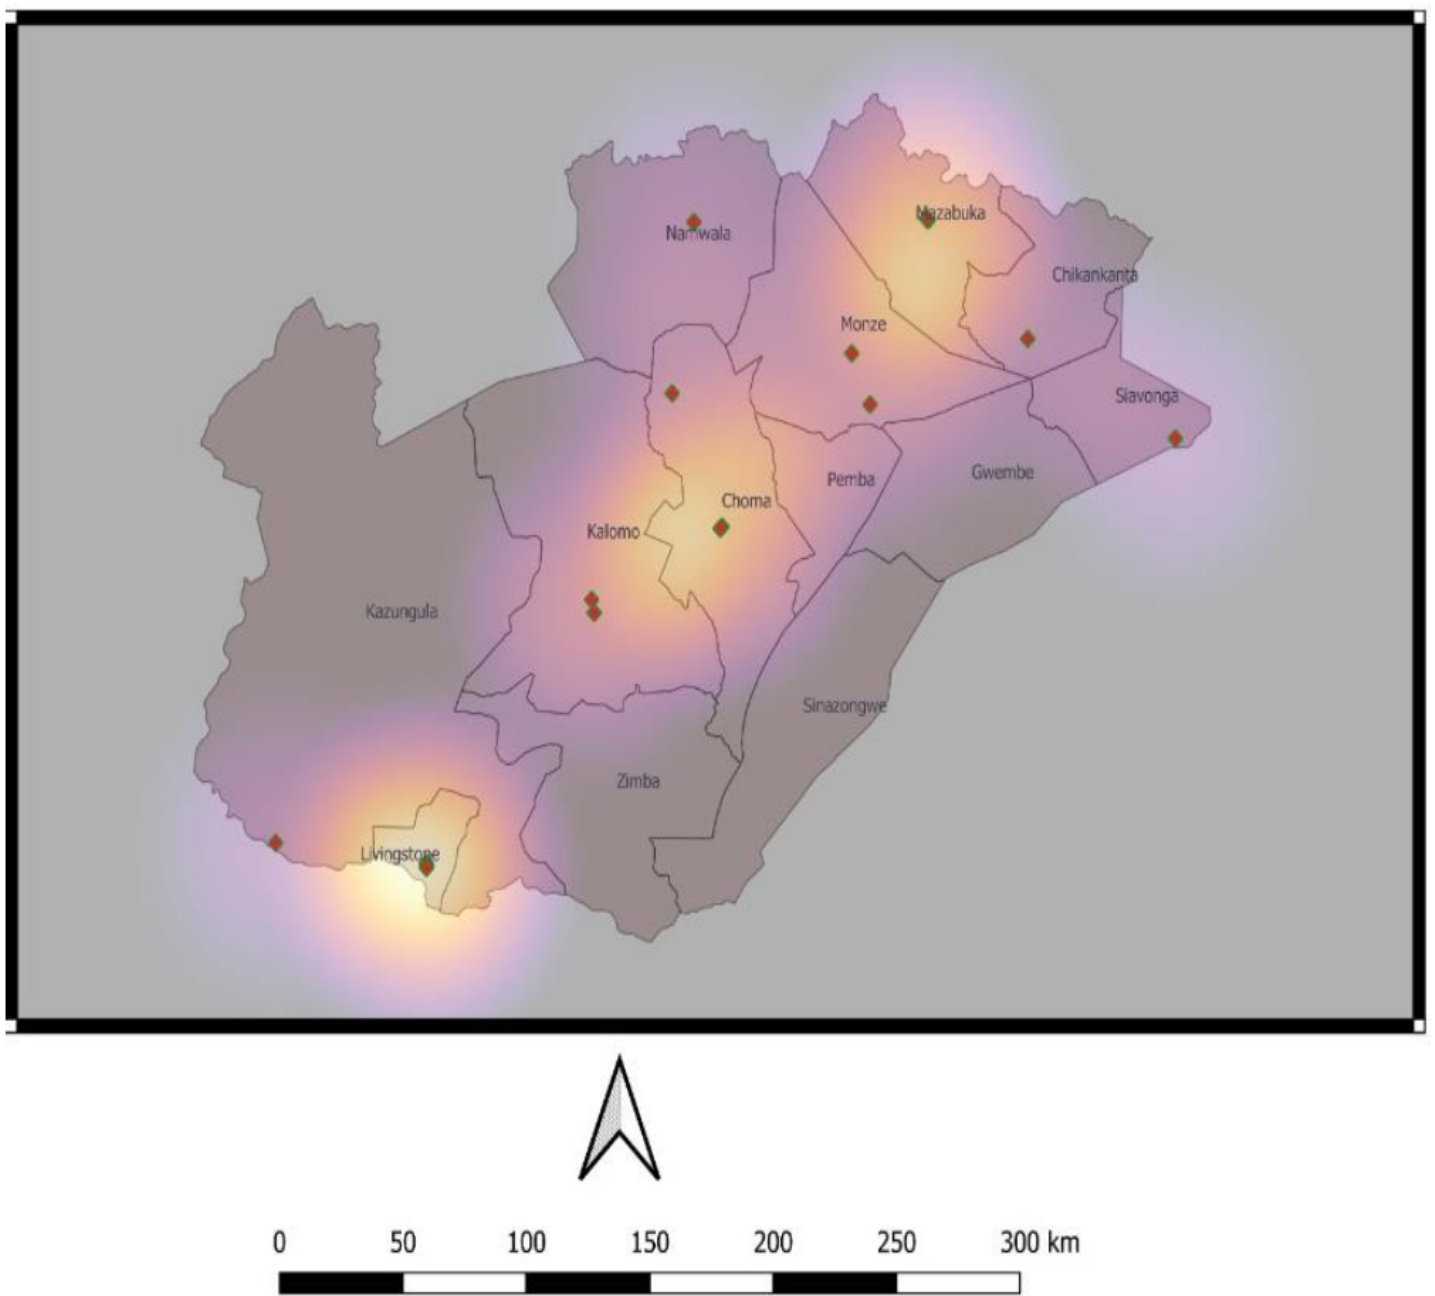 Mazabuka
Namwala
Chikankanta
Monze
Siavonga
Gwembe
Pemba
Choma
Kalomo
Kazungula
Sinazongwe
Zimba
Livingstone
0 50 100 150 200 250 300 km